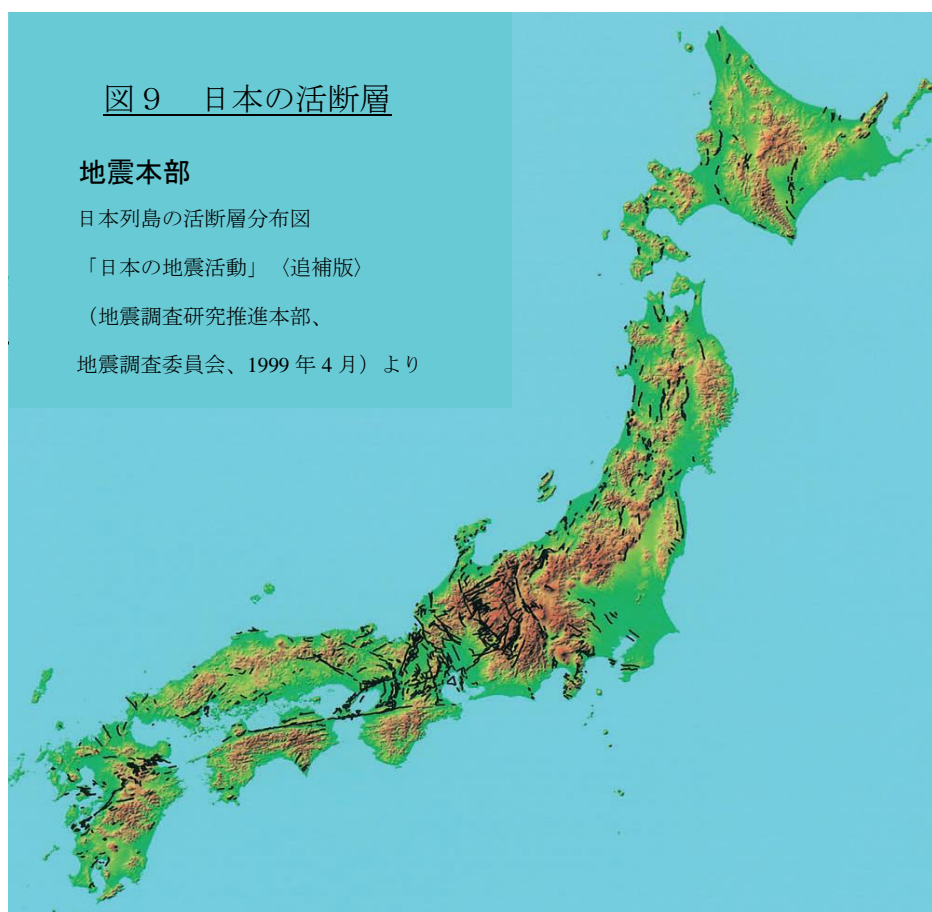 図９　日本の活断層
地震本部
日本列島の活断層分布図
「日本の地震活動」〈追補版〉
（地震調査研究推進本部、
地震調査委員会、1999 年 4 月）より